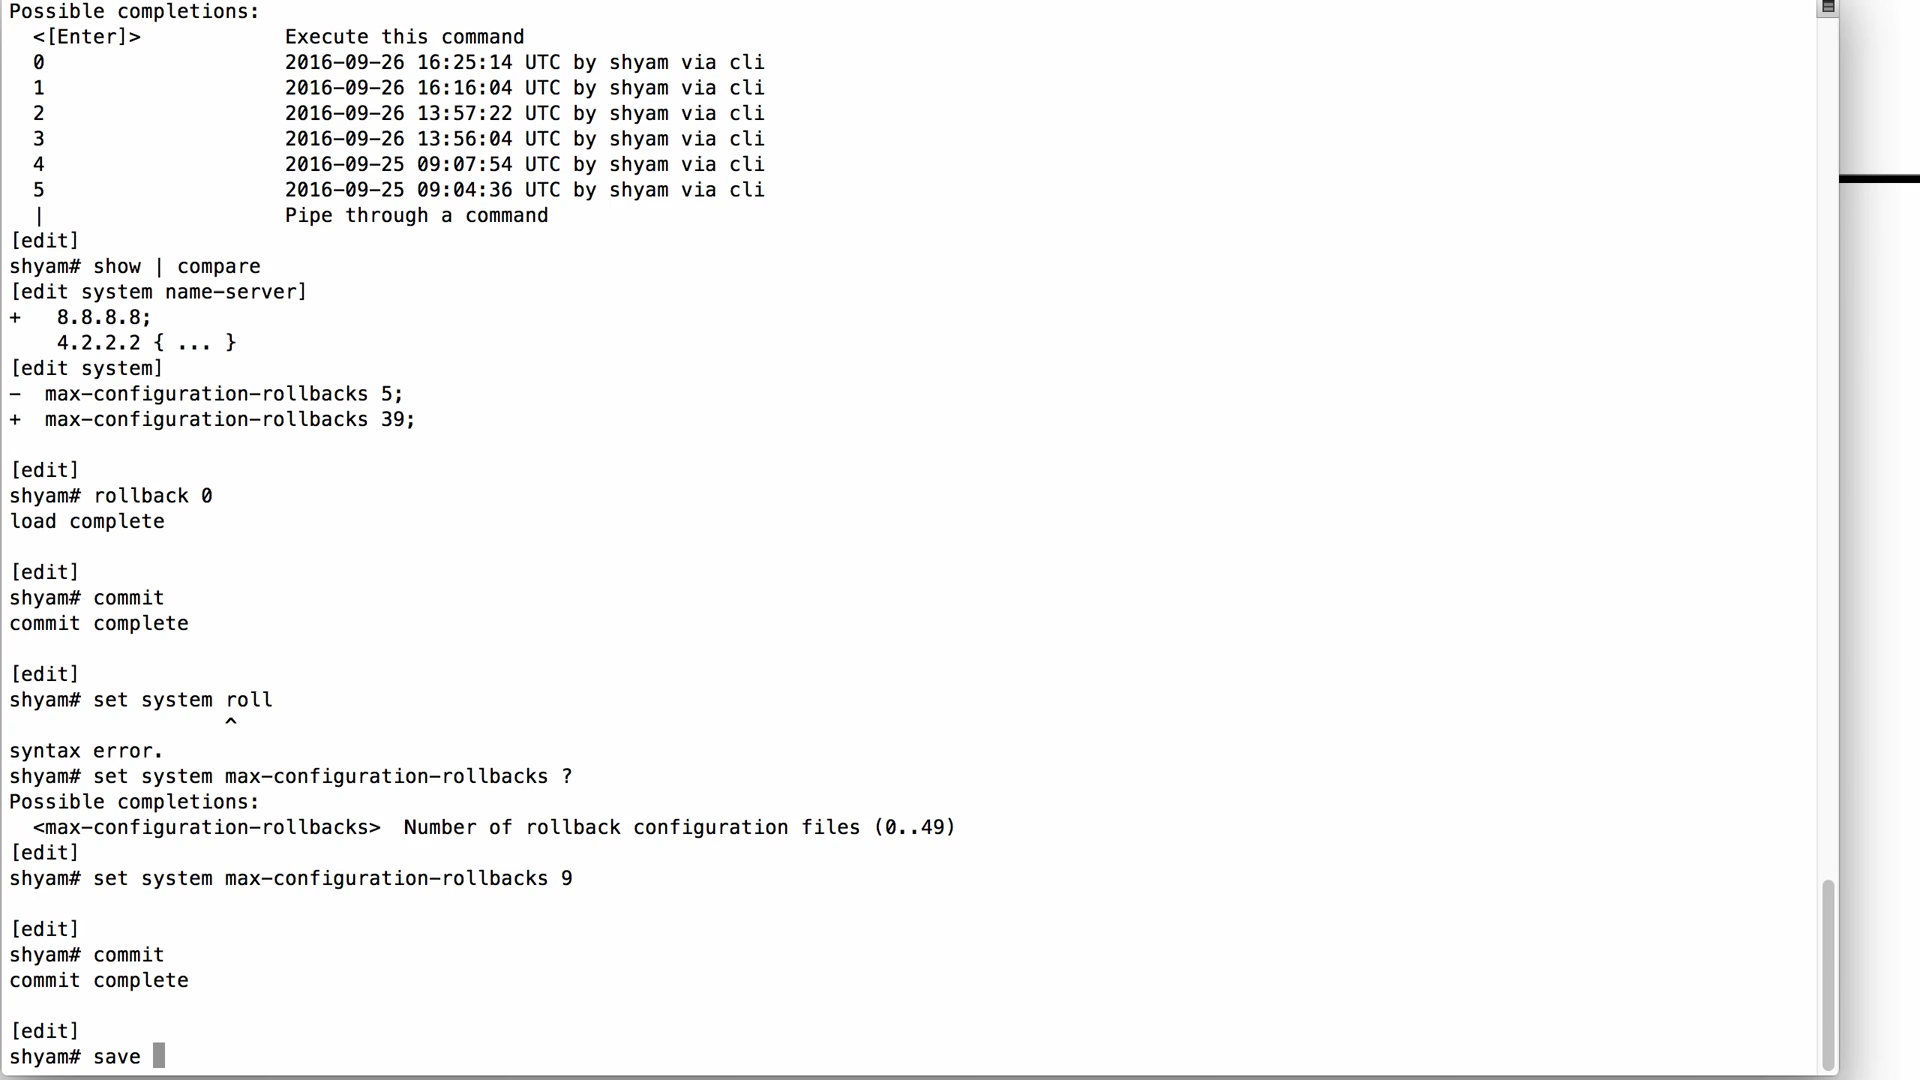 Possible completions:
  <[Enter]>            Execute this command
  0                    2016-09-26 16:25:14 UTC by shyam via cli
  1                    2016-09-26 16:16:04 UTC by shyam via cli
  2                    2016-09-26 13:57:22 UTC by shyam via cli
  3                    2016-09-26 13:56:04 UTC by shyam via cli
  4                    2016-09-25 09:07:54 UTC by shyam via cli
  5                    2016-09-25 09:04:36 UTC by shyam via cli
  |                    Pipe through a command
[edit]
shyam# show | compare
[edit system name-server]
+   8.8.8.8;
    4.2.2.2 { ... }
[edit system]
-  max-configuration-rollbacks 5;
+  max-configuration-rollbacks 39;
[edit]
shyam# rollback 0
load complete
[edit]
shyam# commit
commit complete
[edit]
shyam# set system roll
                  ^
syntax error.
shyam# set system max-configuration-rollbacks ?
Possible completions:
  <max-configuration-rollbacks>  Number of rollback configuration files (0..49)
[edit]
shyam# set system max-configuration-rollbacks 9
[edit]
shyam# commit
commit complete
[edit]
shyam# save